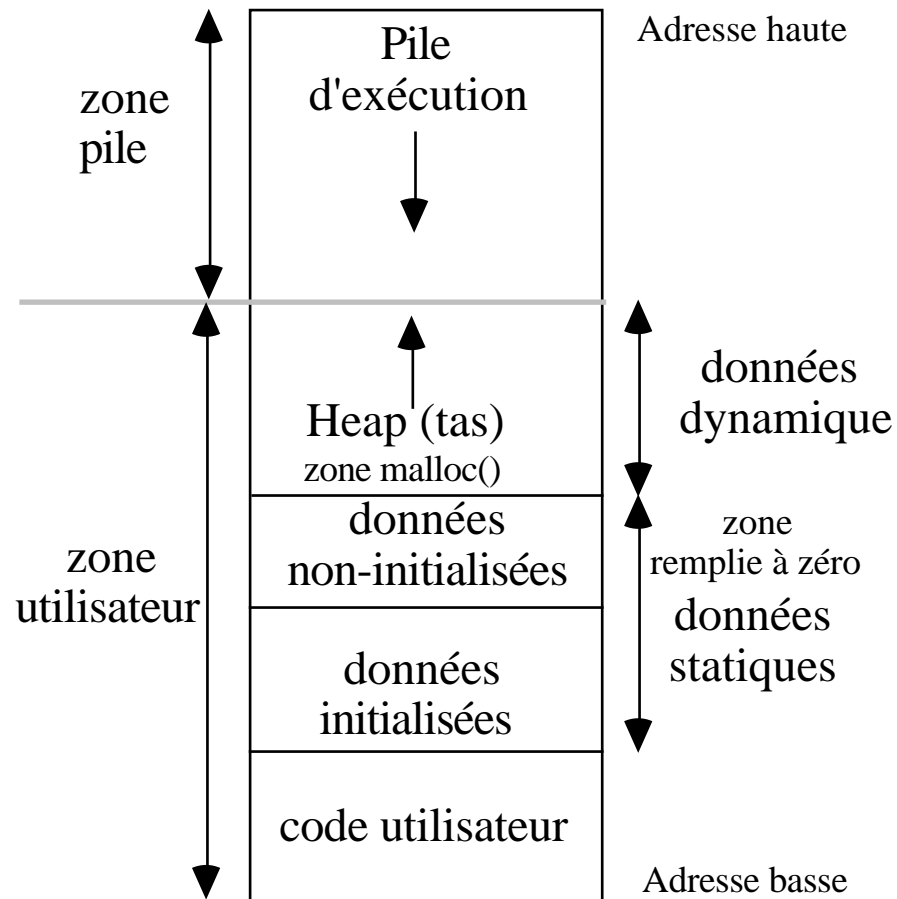 Adresse haute
Pile
d'exécution
zone
pile
données
dynamique
Heap (tas)
zone malloc()
données
non-initialisées
zone
remplie à zéro
zone
utilisateur
données
statiques
données
initialisées
code utilisateur
Adresse basse